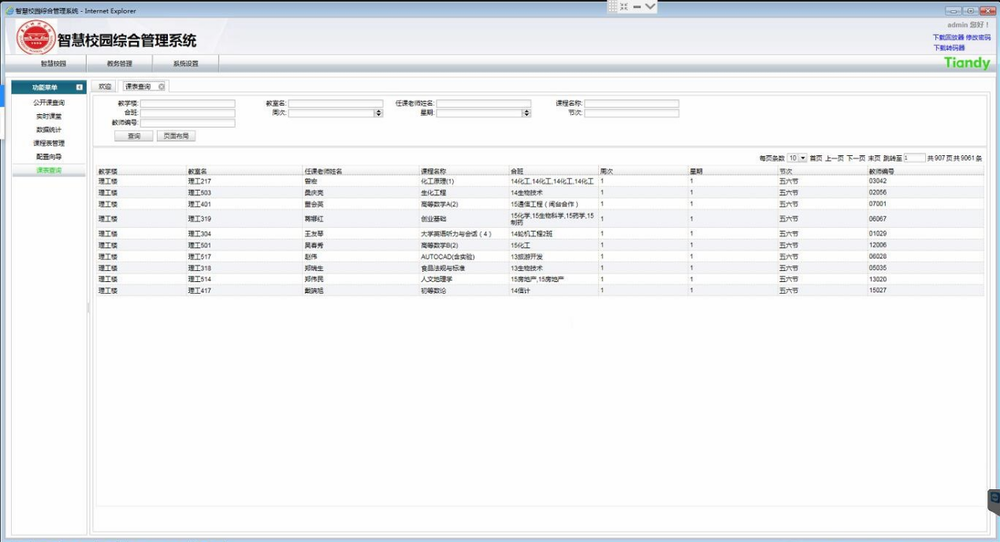 智慧校园综合管理系统 - Internet Explorer
admin 您好！
智慧校园综合管理系统
下载回放器 修改密码
下载转码器
智慧校园 教务管理 系统设置
Tiandy
功能菜单
公开课查询
实时课堂
数据统计
课程表管理
配置向导
课表查询
欢迎 课表查询
教学楼: 教室名: 任课老师姓名: 课程名称:
合班: 周次: 星期: 节次:
教师编号:
查询 页面布局
每页条数 10 首页 上一页 下一页 末页 跳转至 1 共907页共9061条
教学楼 教室名 任课老师姓名 课程名称 合班 周次 星期 节次 教师编号
理工楼 理工217 曾宏 化工原理(1) 14化工,14化工,14化工,14化工 1 1 五六节 03042
理工楼 理工503 庆亮 生化工程 14生物技术 1 1 五六节 02056
理工楼 理工401 会英 高等数学A(2) 15通信工程（闽台合作） 1 1 五六节 07001
理工楼 理工319 红 创业基础 15化学,15生物科学,15药学,15制药 1 1 五六节 06067
理工楼 理工304 王友琴 大学英语听力与会话（4） 14轮机工程2班 1 1 五六节 01029
理工楼 理工501 吴春秀 高等数学B(2) 15化工 1 1 五六节 12006
理工楼 理工517 赵伟 AUTOCAD(含实验) 13旅游开发 1 1 五六节 06028
理工楼 理工318 郑晓生 食品法规与标准 13生物技术 1 1 五六节 05035
理工楼 理工514 郑伟民 人文地理学 15房地产,15房地产 1 1 五六节 13020
理工楼 理工417 戴晓旭 初等数论 14信计 1 1 五六节 15027